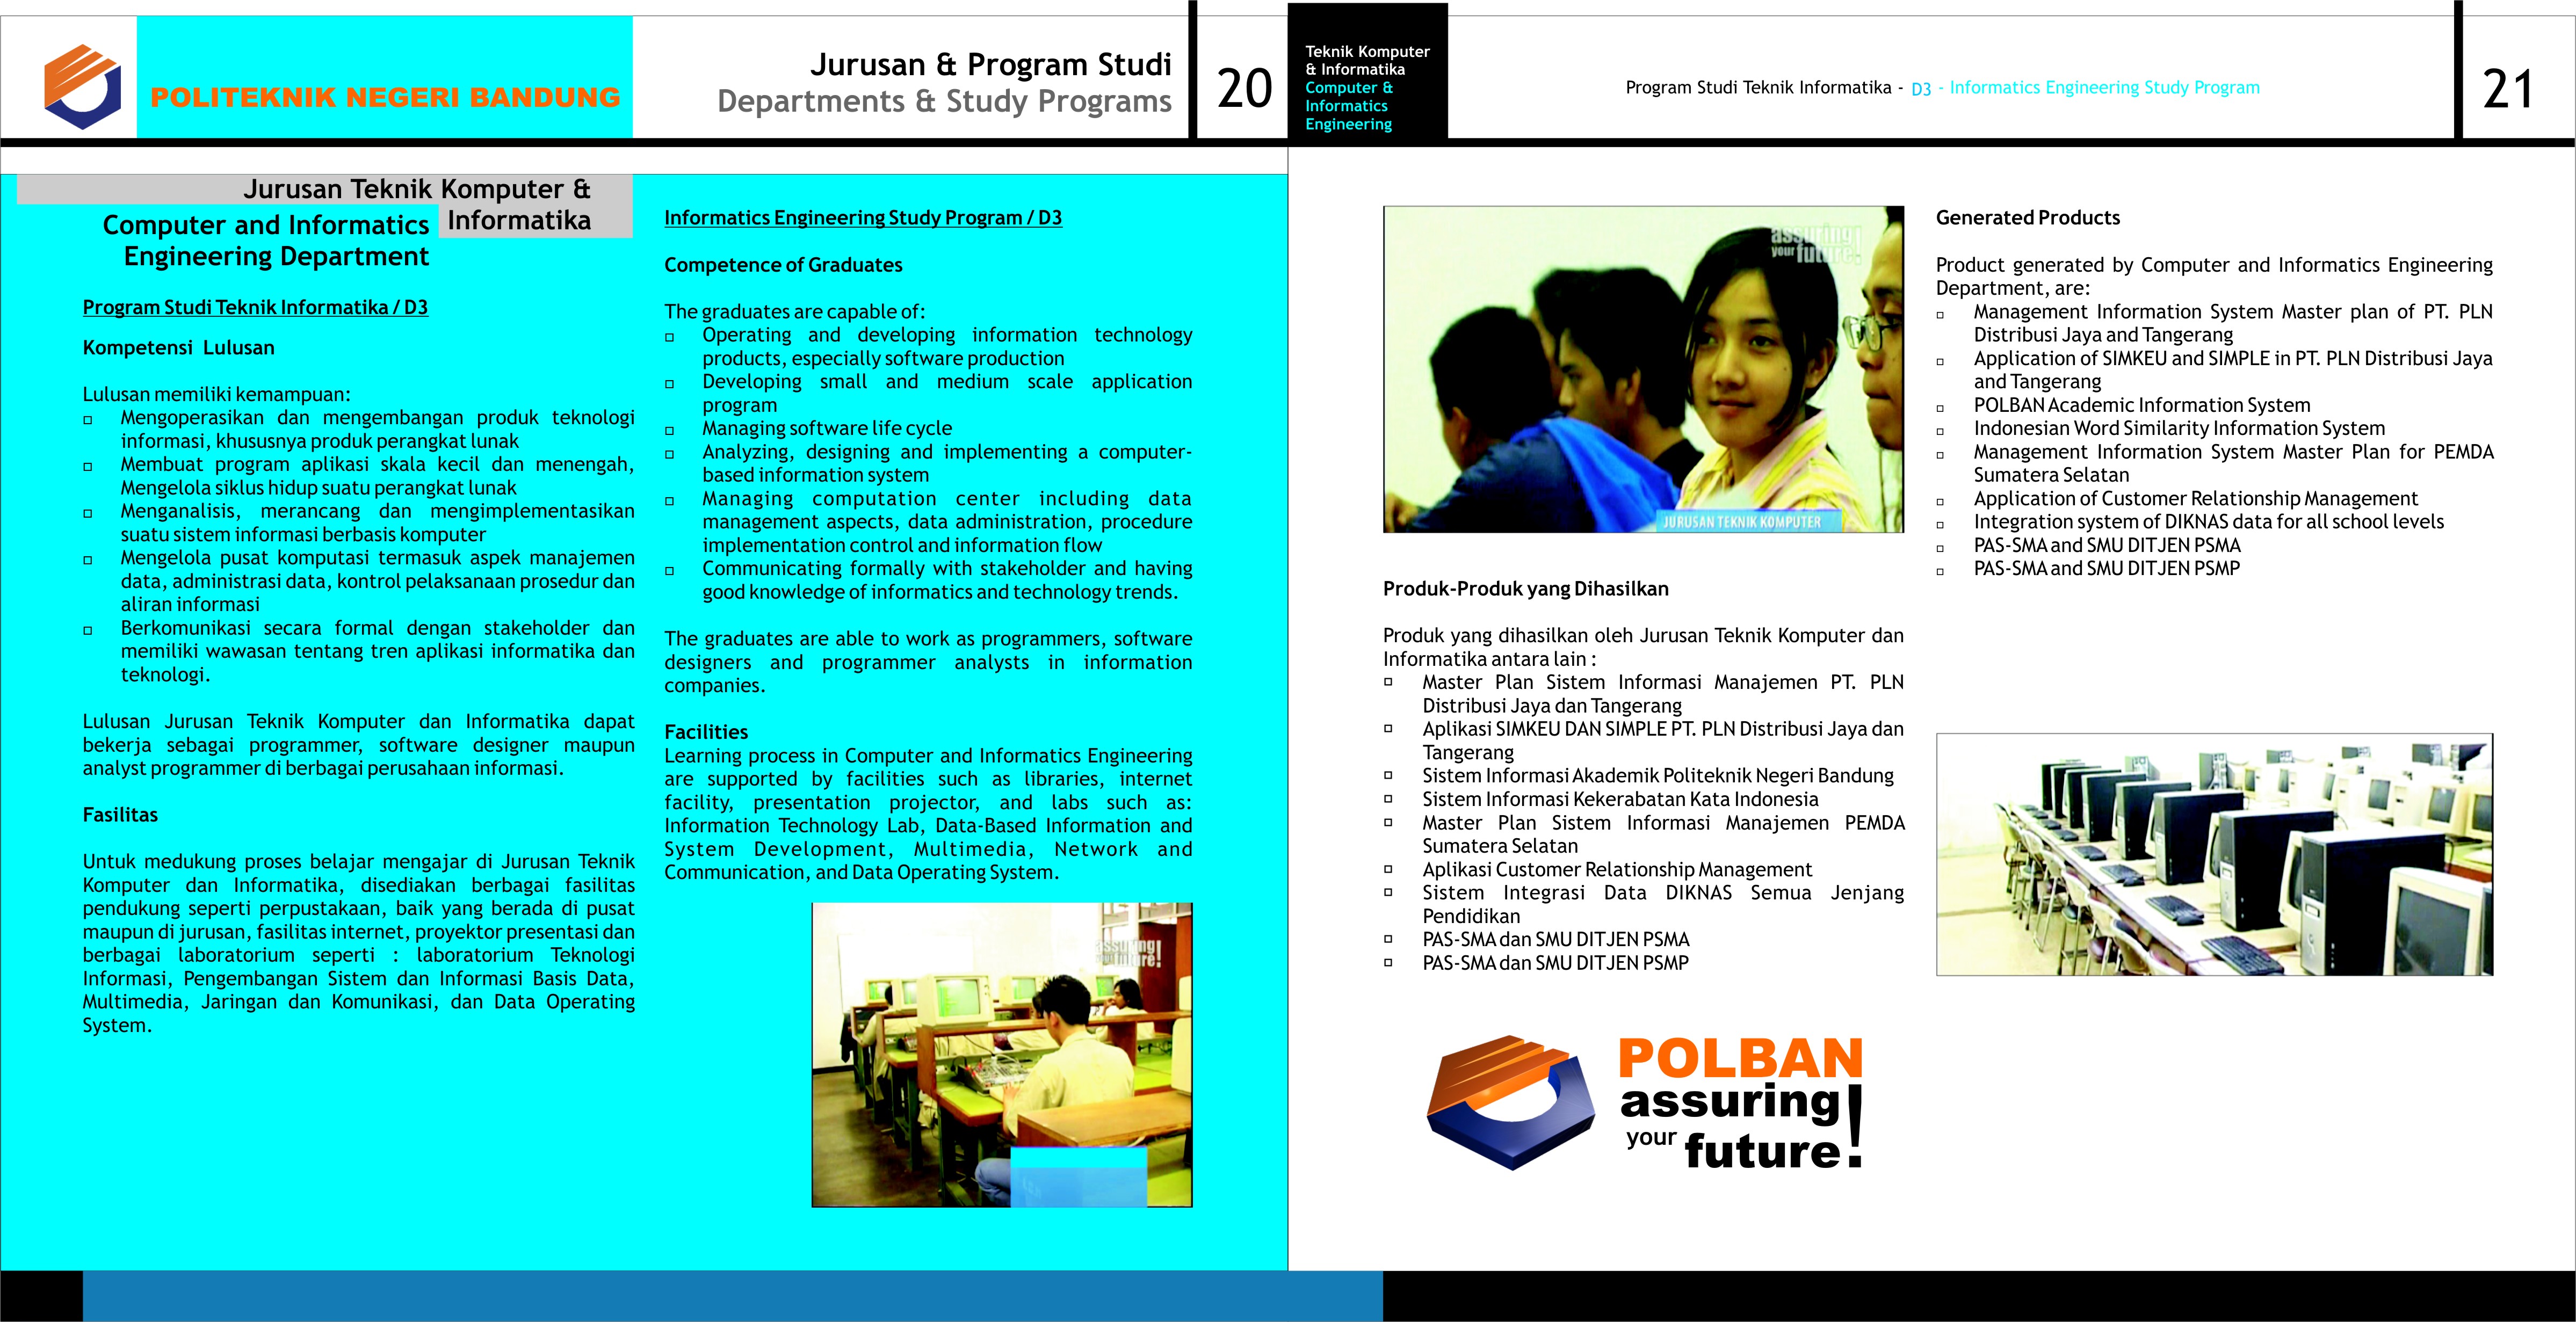 POLITEKNIK NEGERI BANDUNG
Jurusan & Program Studi
Departments & Study Programs
20
Jurusan Teknik Komputer &
Informatika
Computer and Informatics
Engineering Department
Program Studi Teknik Informatika / D3
Kompetensi Lulusan
Lulusan memiliki kemampuan:
Mengoperasikan dan mengembangan produk teknologi
informasi, khususnya produk perangkat lunak
Membuat program aplikasi skala kecil dan menengah,
Mengelola siklus hidup suatu perangkat lunak
Menganalisis, merancang dan mengimplementasikan
suatu sistem informasi berbasis komputer
Mengelola pusat komputasi termasuk aspek manajemen
data, administrasi data, kontrol pelaksanaan prosedur dan
aliran informasi
Berkomunikasi secara formal dengan stakeholder dan
memiliki wawasan tentang tren aplikasi informatika dan
teknologi.
Lulusan Jurusan Teknik Komputer dan Informatika dapat
bekerja sebagai programmer, software designer maupun
analyst programmer di berbagai perusahaan informasi.
Fasilitas
Untuk medukung proses belajar mengajar di Jurusan Teknik
Komputer dan Informatika, disediakan berbagai fasilitas
pendukung seperti perpustakaan, baik yang berada di pusat
maupun di jurusan, fasilitas internet, proyektor presentasi dan
berbagai laboratorium seperti : laboratorium Teknologi
Informasi, Pengembangan Sistem dan Informasi Basis Data,
Multimedia, Jaringan dan Komunikasi, dan Data Operating
System.
Informatics Engineering Study Program / D3
Competence of Graduates
The graduates are capable of:
Operating and developing information technology
products, especially software production
Developing small and medium scale application
program
Managing software life cycle
Analyzing, designing and implementing a computer-
based information system
Managing computation center including data
management aspects, data administration, procedure
implementation control and information flow
Communicating formally with stakeholder and having
good knowledge of informatics and technology trends.
The graduates are able to work as programmers, software
designers and programmer analysts in information
companies.
Facilities
Learning process in Computer and Informatics Engineering
are supported by facilities such as libraries, internet
facility, presentation projector, and labs such as:
Information Technology Lab, Data-Based Information and
System Development, Multimedia, Network and
Communication, and Data Operating System.
assuring
future!
Teknik Komputer
& Informatika
Computer &
Informatics
Engineering
Program Studi Teknik Informatika - D3 - Informatics Engineering Study Program
21
assuring
your future!
JURUSAN TEKNIK KOMPUTER
Produk-Produk yang Dihasilkan
Produk yang dihasilkan oleh Jurusan Teknik Komputer dan
Informatika antara lain :
Master Plan Sistem Informasi Manajemen PT. PLN
Distribusi Jaya dan Tangerang
Aplikasi SIMKEU DAN SIMPLE PT. PLN Distribusi Jaya dan
Tangerang
Sistem Informasi Akademik Politeknik Negeri Bandung
Sistem Informasi Kekerabatan Kata Indonesia
Master Plan Sistem Informasi Manajemen PEMDA
Sumatera Selatan
Aplikasi Customer Relationship Management
Sistem Integrasi Data DIKNAS Semua Jenjang
Pendidikan
PAS-SMA dan SMU DITJEN PSMA
PAS-SMA dan SMU DITJEN PSMP
POLBAN
assuring
your future!
Generated Products
Product generated by Computer and Informatics Engineering
Department, are:
Management Information System Master plan of PT. PLN
Distribusi Jaya and Tangerang
Application of SIMKEU and SIMPLE in PT. PLN Distribusi Jaya
and Tangerang
POLBAN Academic Information System
Indonesian Word Similarity Information System
Management Information System Master Plan for PEMDA
Sumatera Selatan
Application of Customer Relationship Management
Integration system of DIKNAS data for all school levels
PAS-SMA and SMU DITJEN PSMA
PAS-SMA and SMU DITJEN PSMP